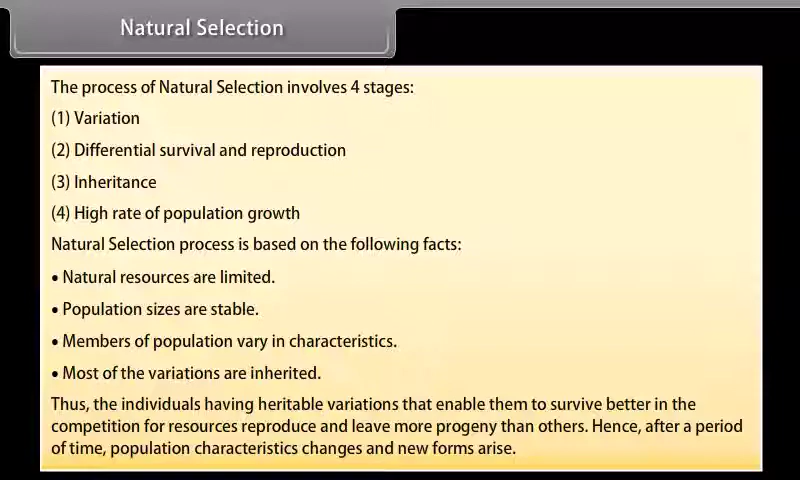 Natural Selection
The process of Natural Selection involves 4 stages:
(1) Variation
(2) Differential survival and reproduction
(3) Inheritance
(4) High rate of population growth
Natural Selection process is based on the following facts:
• Natural resources are limited.
• Population sizes are stable.
• Members of population vary in characteristics.
• Most of the variations are inherited.
Thus, the individuals having heritable variations that enable them to survive better in the
competition for resources reproduce and leave more progeny than others. Hence, after a period
of time, population characteristics changes and new forms arise.